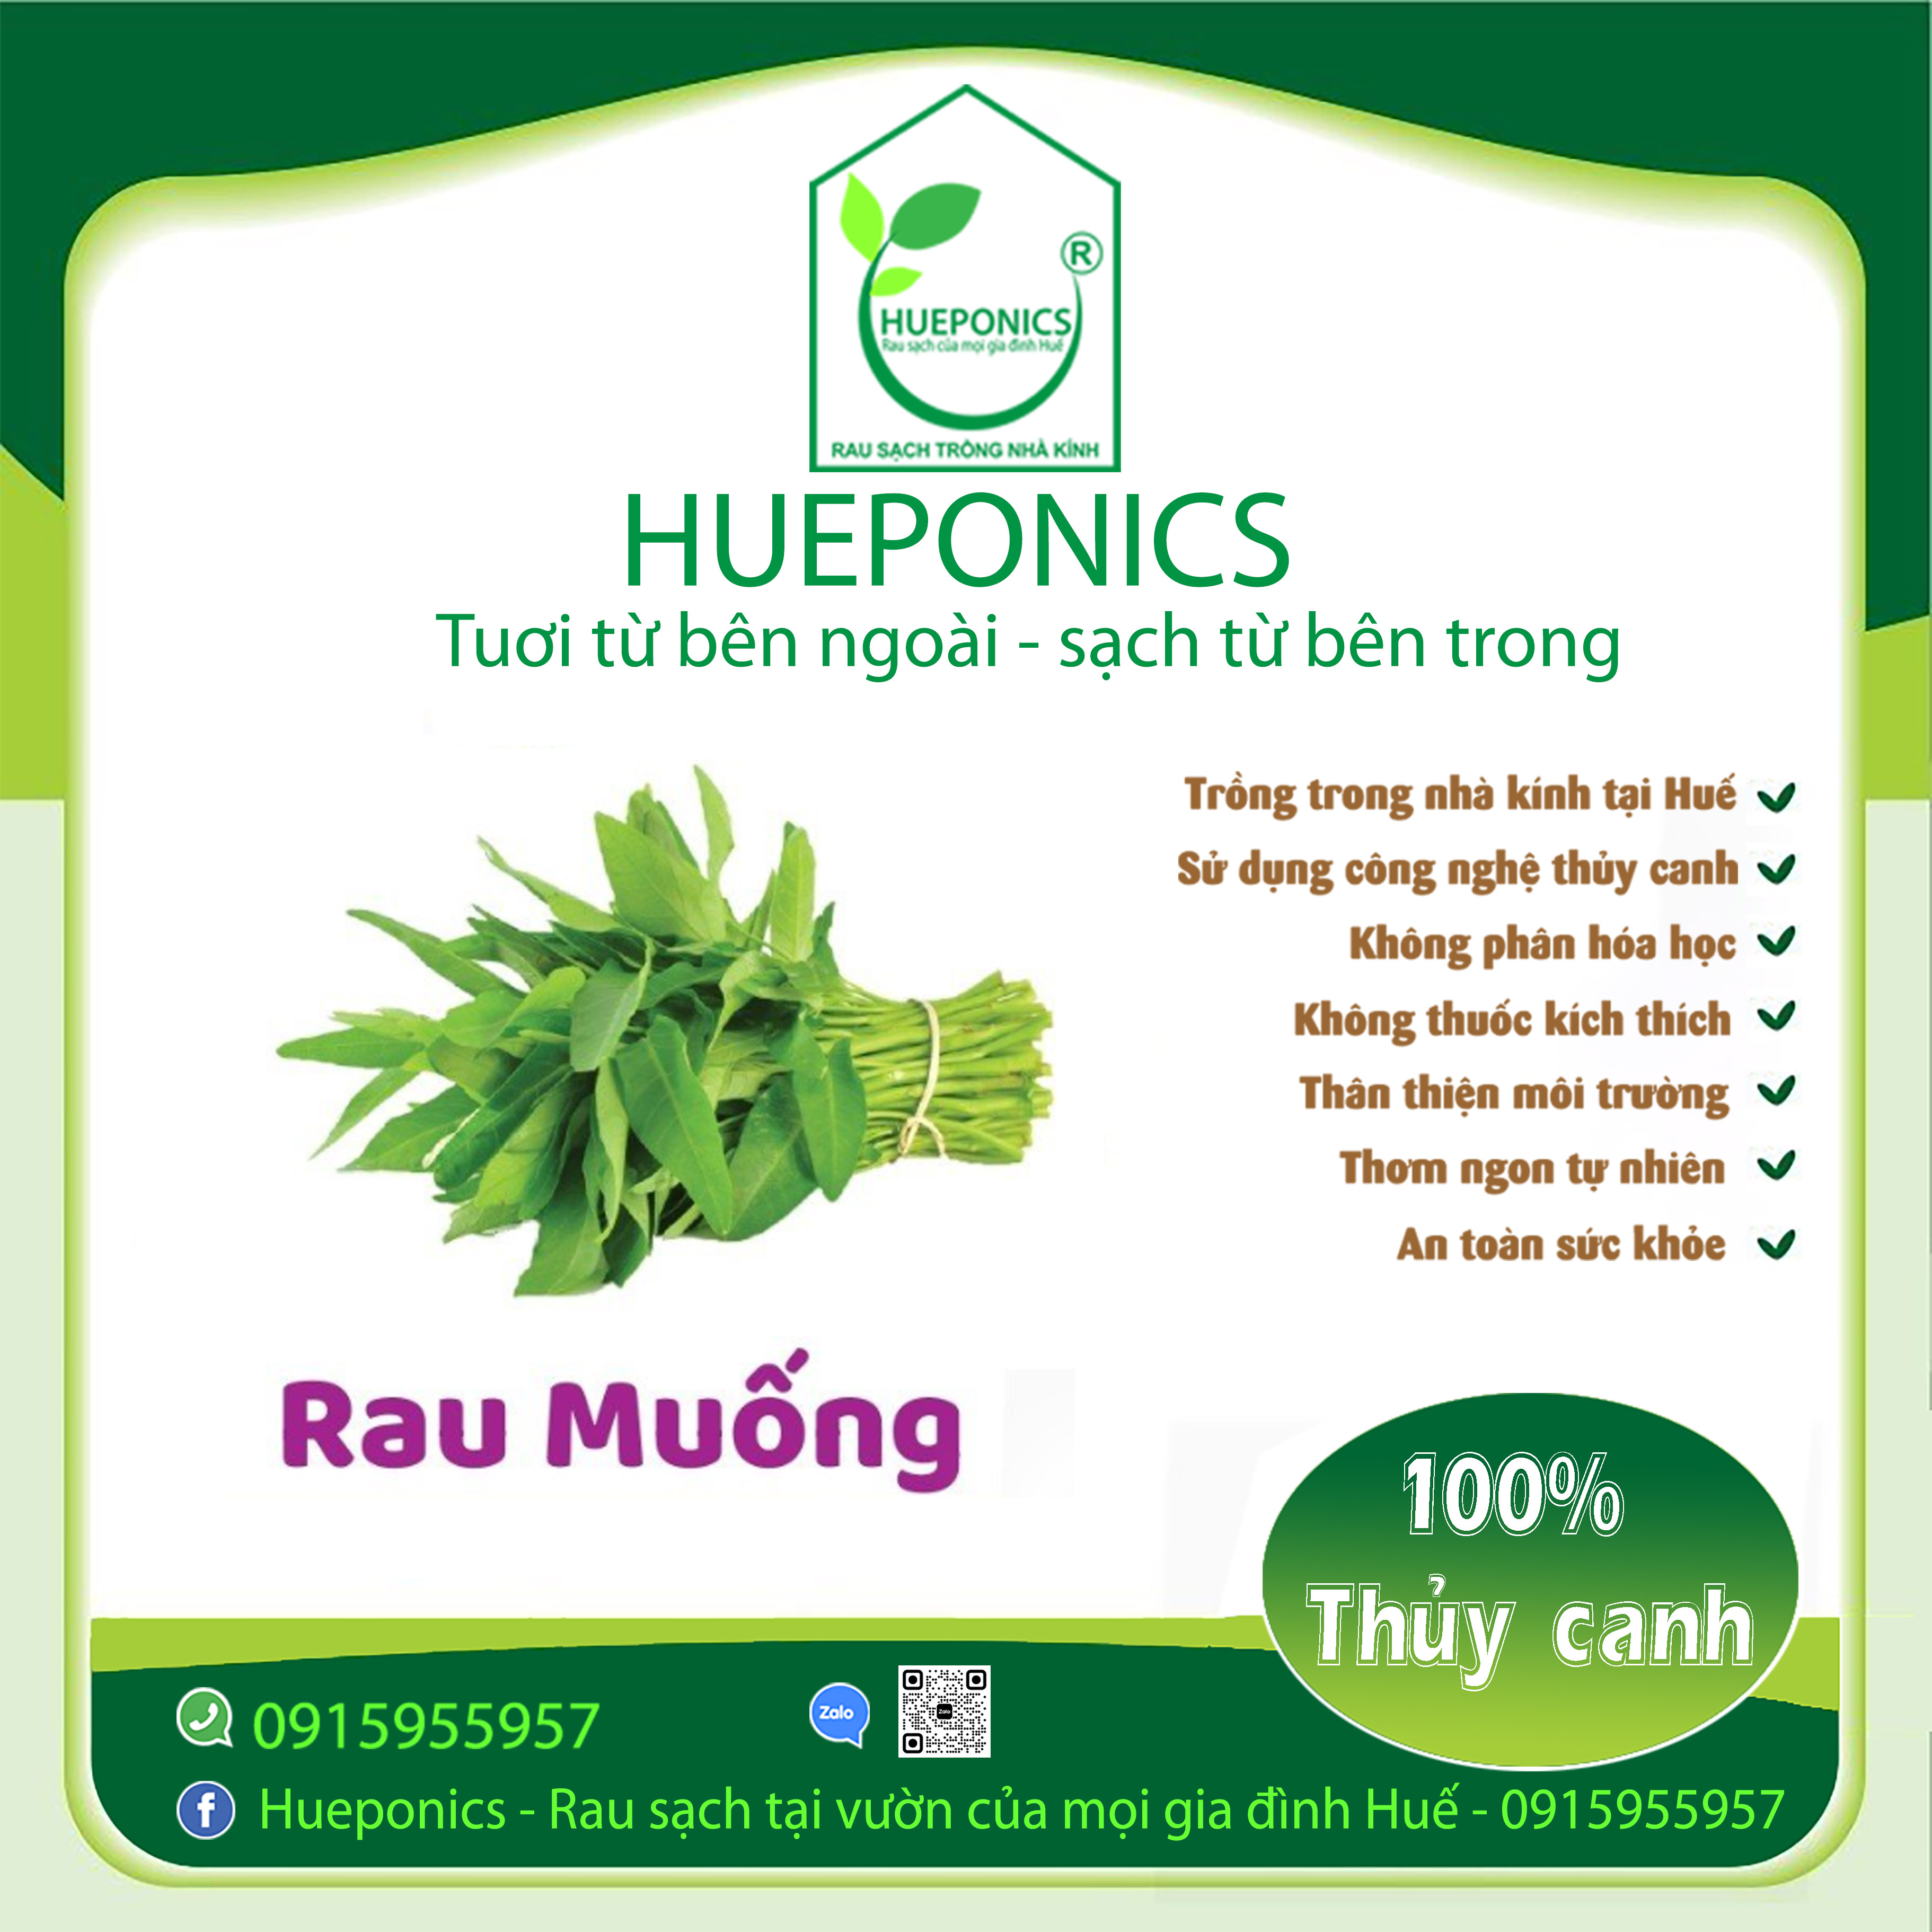 ®
HUEPONICS
Rau sạch của mọi gia đình Huế
RAU SẠCH TRỒNG NHÀ KÍNH
HUEPONICS
Tươi từ bên ngoài - sạch từ bên trong
Trồng trong nhà kính tại Huế
Sử dụng công nghệ thủy canh
Không phân hóa học
Không thuốc kích thích
Thân thiện môi trường
Thơm ngon tự nhiên
An toàn sức khỏe
Rau Muống
100%
Thủy canh
0915955957
Zalo
Zalo
Hueponics - Rau sạch tại vườn của mọi gia đình Huế - 0915955957